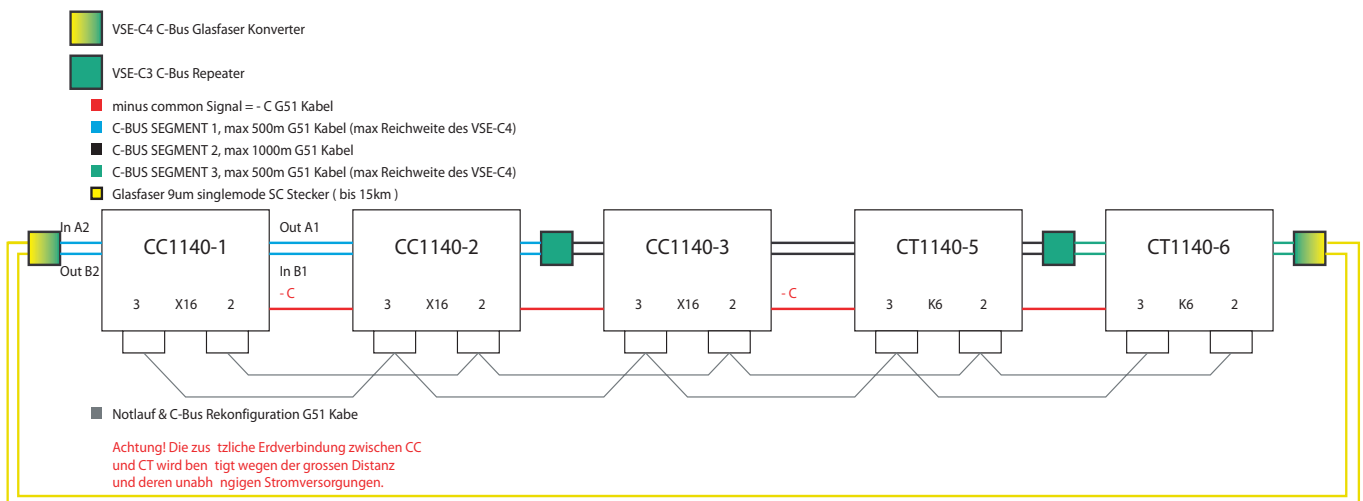 VSE-C4 C-Bus Glasfaser Konverter
VSE-C3 C-Bus Repeater
minus common Signal = - C G51 Kabel
C-BUS SEGMENT 1, max 500m G51 Kabel (max Reichweite des VSE-C4)
C-BUS SEGMENT 2, max 1000m G51 Kabel
C-BUS SEGMENT 3, max 500m G51 Kabel (max Reichweite des VSE-C4)
Glasfaser 9um singlemode SC Stecker ( bis 15km )
In A2
Out B2
CC1140-1
3 X16 2
Out A1
In B1
- C
CC1140-2
3 X16 2
CC1140-3
3 X16 2
- C
CT1140-5
3 K6 2
CT1140-6
3 K6 2
Notlauf & C-Bus Rekonfiguration G51 Kabe
Achtung! Die zus tzliche Erdverbindung zwischen CC
und CT wird ben tigt wegen der grossen Distanz
und deren unabh ngigen Stromversorgungen.